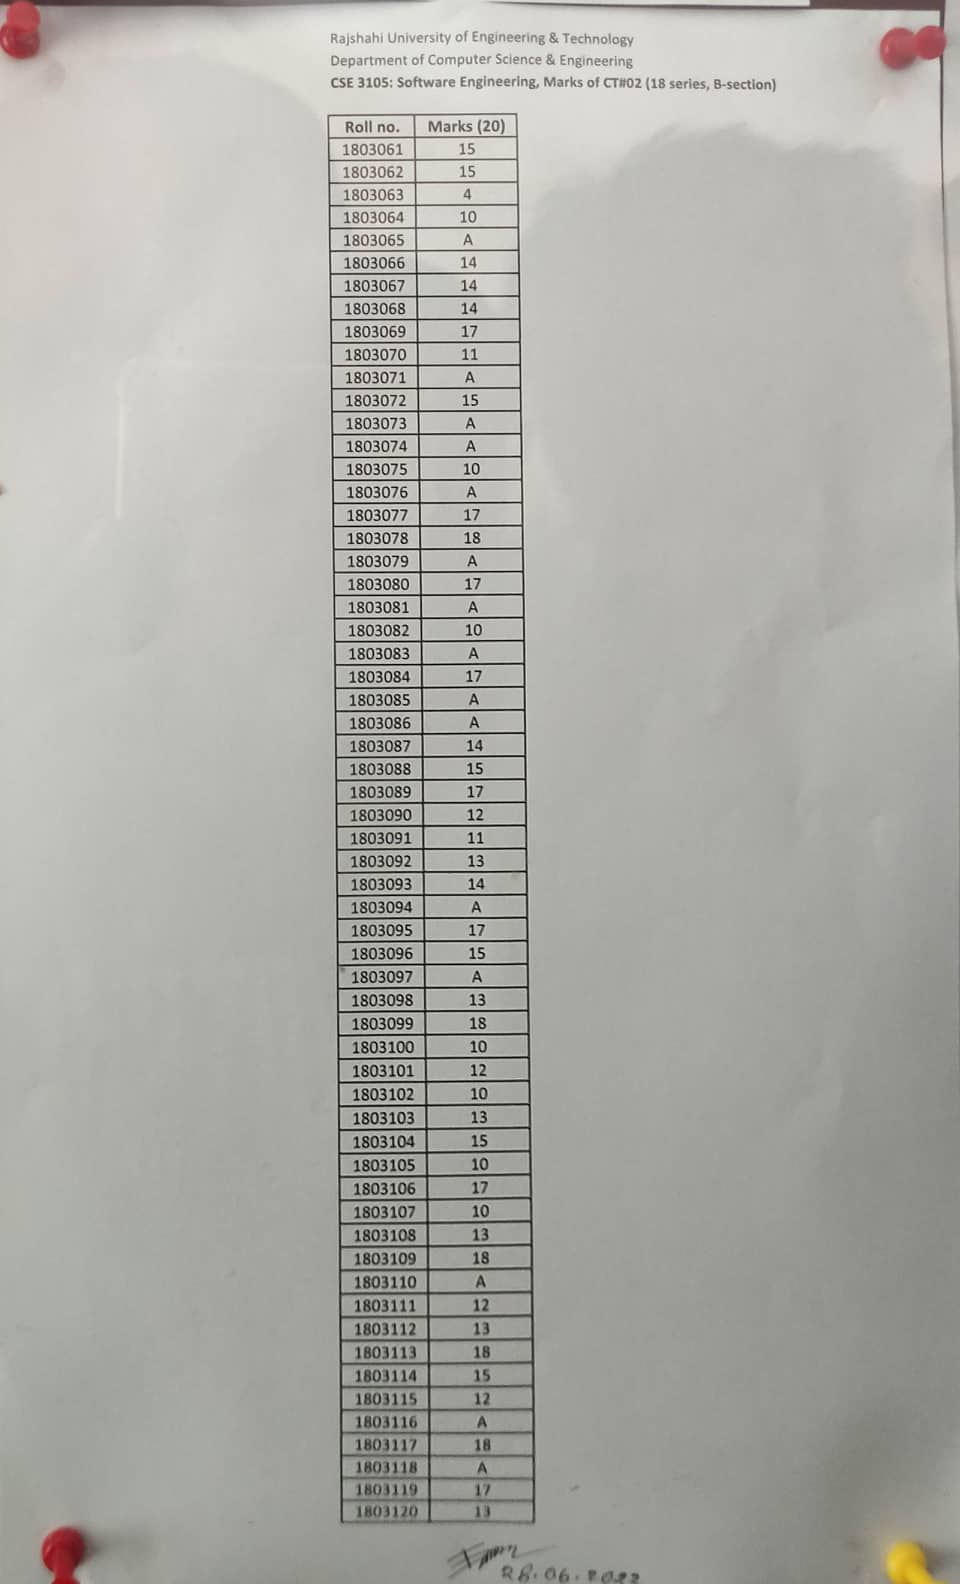 Rajshahi University of Engineering & Technology
Department of Computer Science & Engineering
CSE 3105: Software Engineering, Marks of CT#02 (18 series, B-section)
Roll no. Marks (20)
1803061 15
1803062 15
1803063 4
1803064 10
1803065 A
1803066 14
1803067 14
1803068 14
1803069 17
1803070 11
1803071 A
1803072 15
1803073 A
1803074 A
1803075 10
1803076 A
1803077 17
1803078 18
1803079 A
1803080 17
1803081 A
1803082 10
1803083 A
1803084 17
1803085 A
1803086 A
1803087 14
1803088 15
1803089 17
1803090 12
1803091 11
1803092 13
1803093 14
1803094 A
1803095 17
1803096 15
1803097 A
1803098 13
1803099 18
1803100 10
1803101 12
1803102 10
1803103 13
1803104 15
1803105 10
1803106 17
1803107 10
1803108 13
1803109 18
1803110 A
1803111 12
1803112 13
1803113 18
1803114 15
1803115 12
1803116 A
1803117 18
1803118 A
1803119 17
1803120 13
28.06.2022